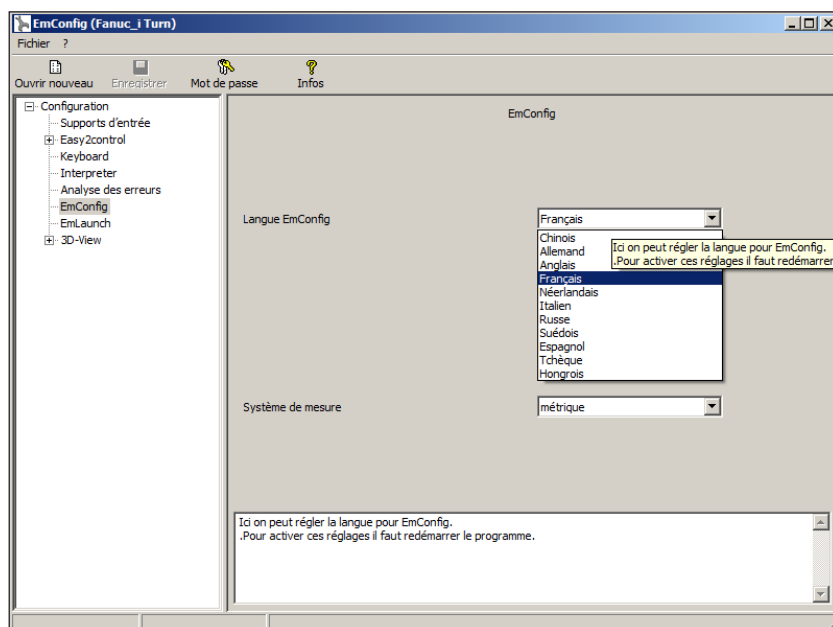 EmConfig (Fanuc_i Turn)
Fichier ?
Ouvrir nouveau Enregistrer Mot de passe Infos
Configuration
Supports d'entrée
Easy2control
Keyboard
Interpreter
Analyse des erreurs
EmConfig
EmLaunch
3D-View
EmConfig
Langue EmConfig
Français
Chinois
Allemand
Anglais
Français
Néerlandais
Italien
Russe
Suédois
Espagnol
Tchèque
Hongrois
Ici on peut régler la langue pour EmConfig.
.Pour activer ces réglages il faut redémarrer
Système de mesure
métrique
Ici on peut régler la langue pour EmConfig.
.Pour activer ces réglages il faut redémarrer le programme.